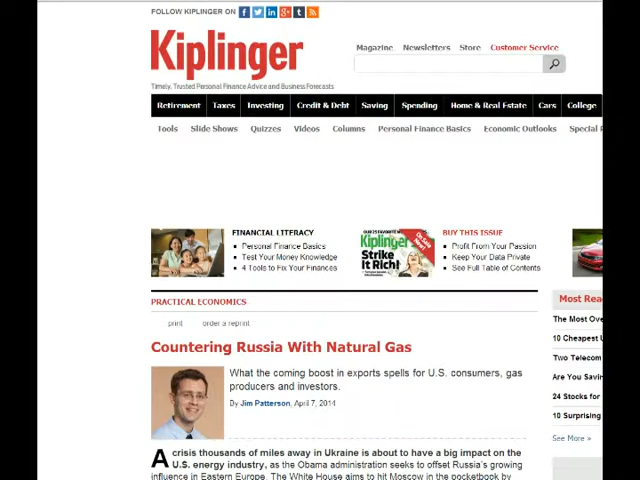 FOLLOW KIPLINGER ON
Kiplinger
Timely, Trusted Personal Finance Advice and Business Forecasts
Magazine Newsletters Store Customer Service
Retirement Taxes Investing Credit & Debt Saving Spending Home & Real Estate Cars College
Tools Slide Shows Quizzes Videos Columns Personal Finance Basics Economic Outlooks Special
FINANCIAL LITERACY
Personal Finance Basics
Test Your Money Knowledge
4 Tools to Fix Your Finances
Kiplinger
Strike
It Rich!
BUY THIS ISSUE
Profit From Your Passion
Keep Your Data Private
See Full Table of Contents
PRACTICAL ECONOMICS
print order a reprint
Countering Russia With Natural Gas
What the coming boost in exports spells for U.S. consumers, gas
producers and investors.
By Jim Patterson, April 7, 2014
A crisis thousands of miles away in Ukraine is about to have a big impact on the
U.S. energy industry, as the Obama administration seeks to offset Russia's growing
influence in Eastern Europe. The White House aims to hit Moscow in the pocketbook by
Most Rea
The Most Ove
10 Cheapest
Two Telecom
Are You Savin
24 Stocks for
10 Surprising
See More »